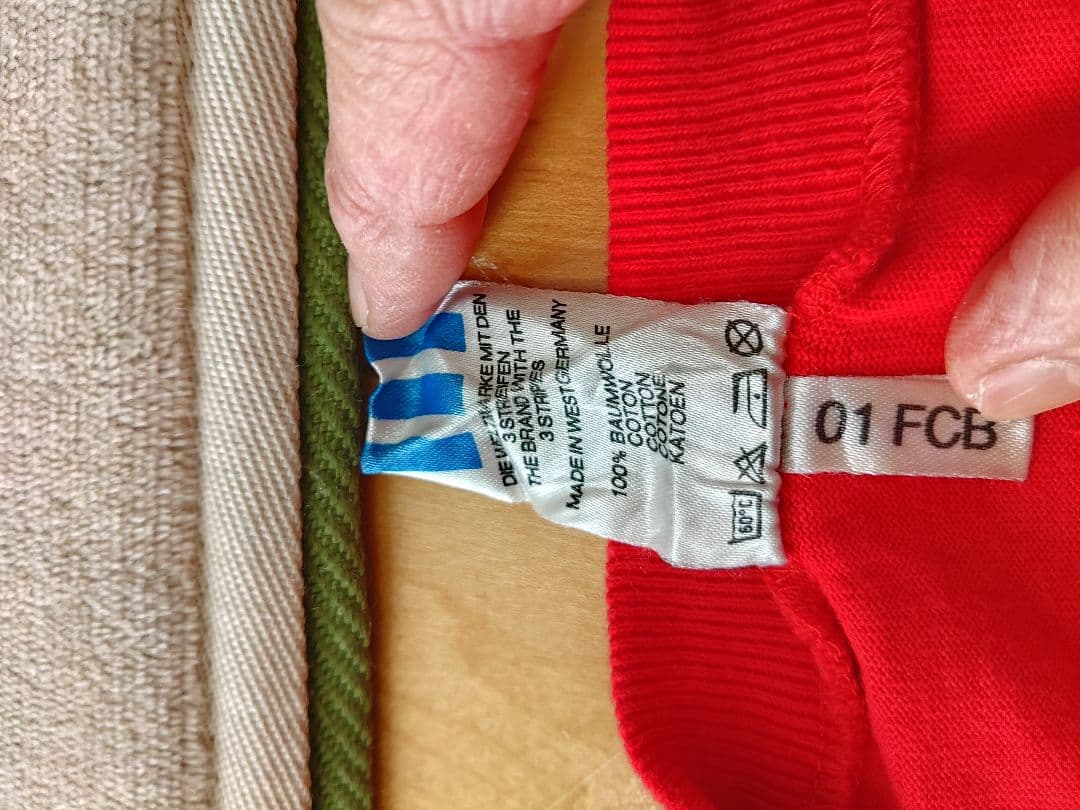 DIE WELTMARKE MIT DEN
3 STREIFEN
THE BRAND WITH THE
3 STRIPES
MADE IN WEST GERMANY
100% BAUMWOLLE
COTON
COTTON
COTONE
KATOEN
60°C
01 FCB